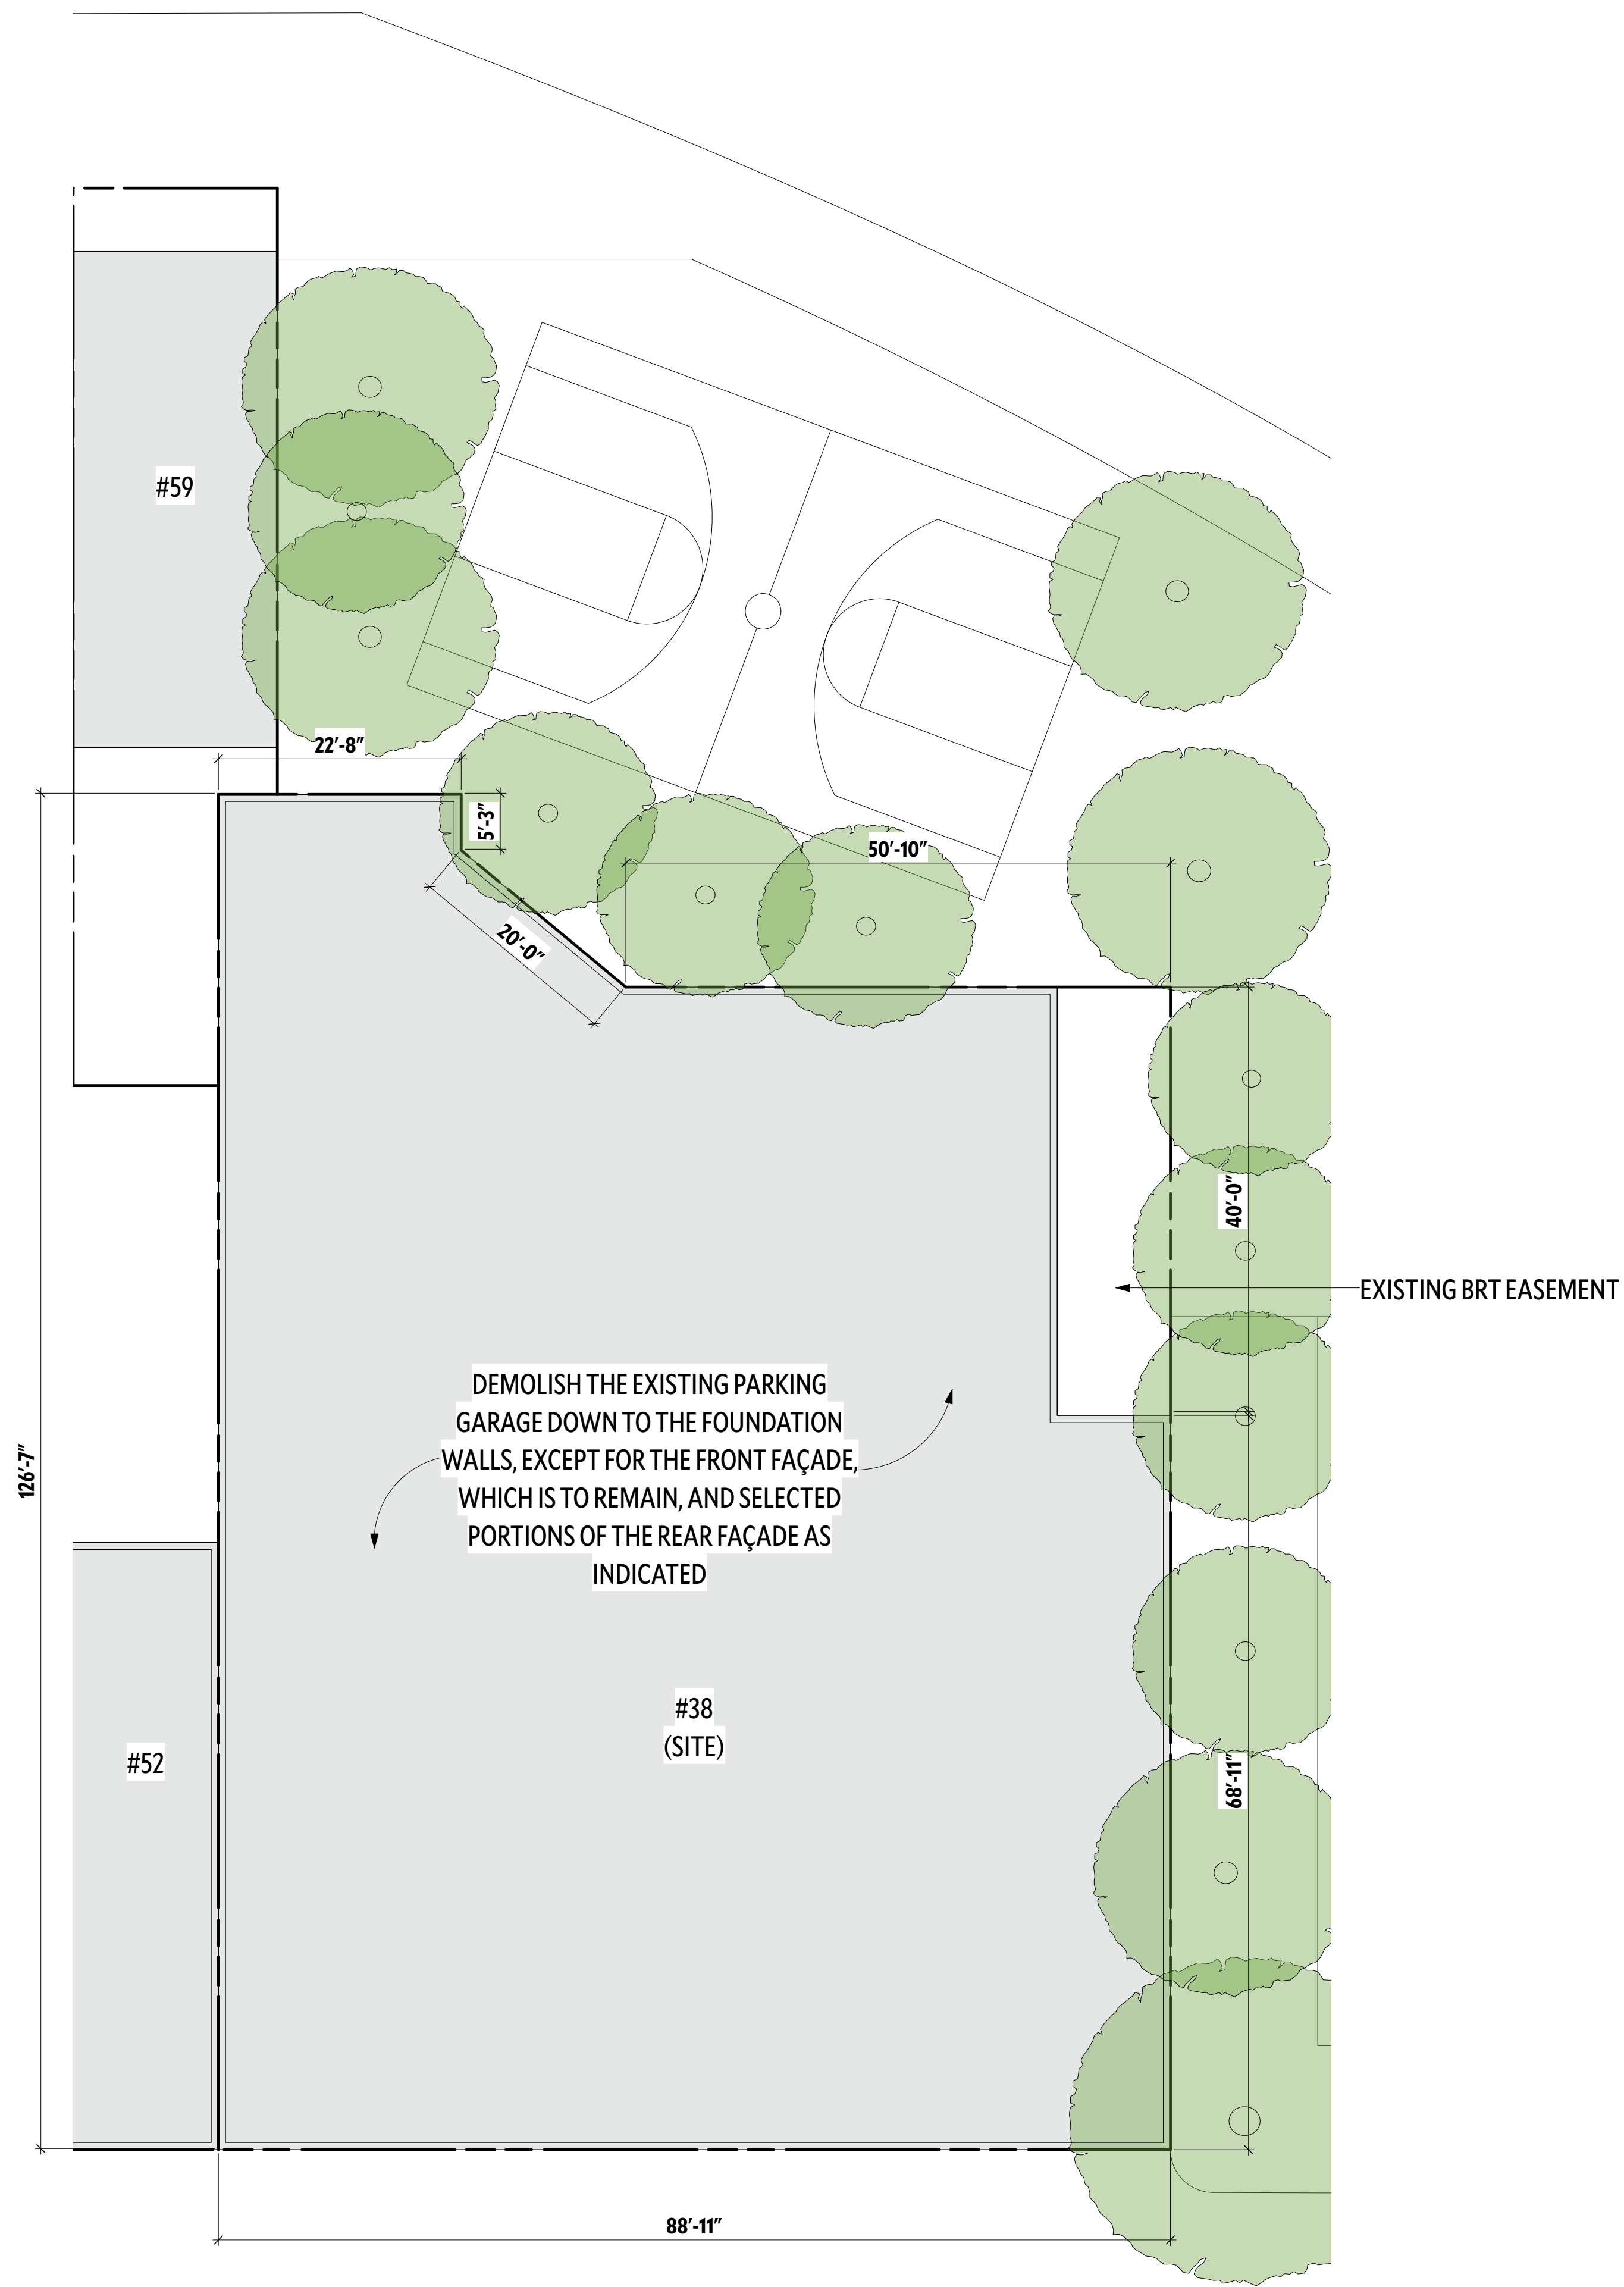 #59
22'-8"
5'-3"
50'-10"
20'-0"
40'-0"
EXISTING BRT EASEMENT
DEMOLISH THE EXISTING PARKING
GARAGE DOWN TO THE FOUNDATION
WALLS, EXCEPT FOR THE FRONT FAÇADE,
WHICH IS TO REMAIN, AND SELECTED
PORTIONS OF THE REAR FAÇADE AS
INDICATED
126'-7"
#38
(SITE)
#52
68'-11"
88'-11"